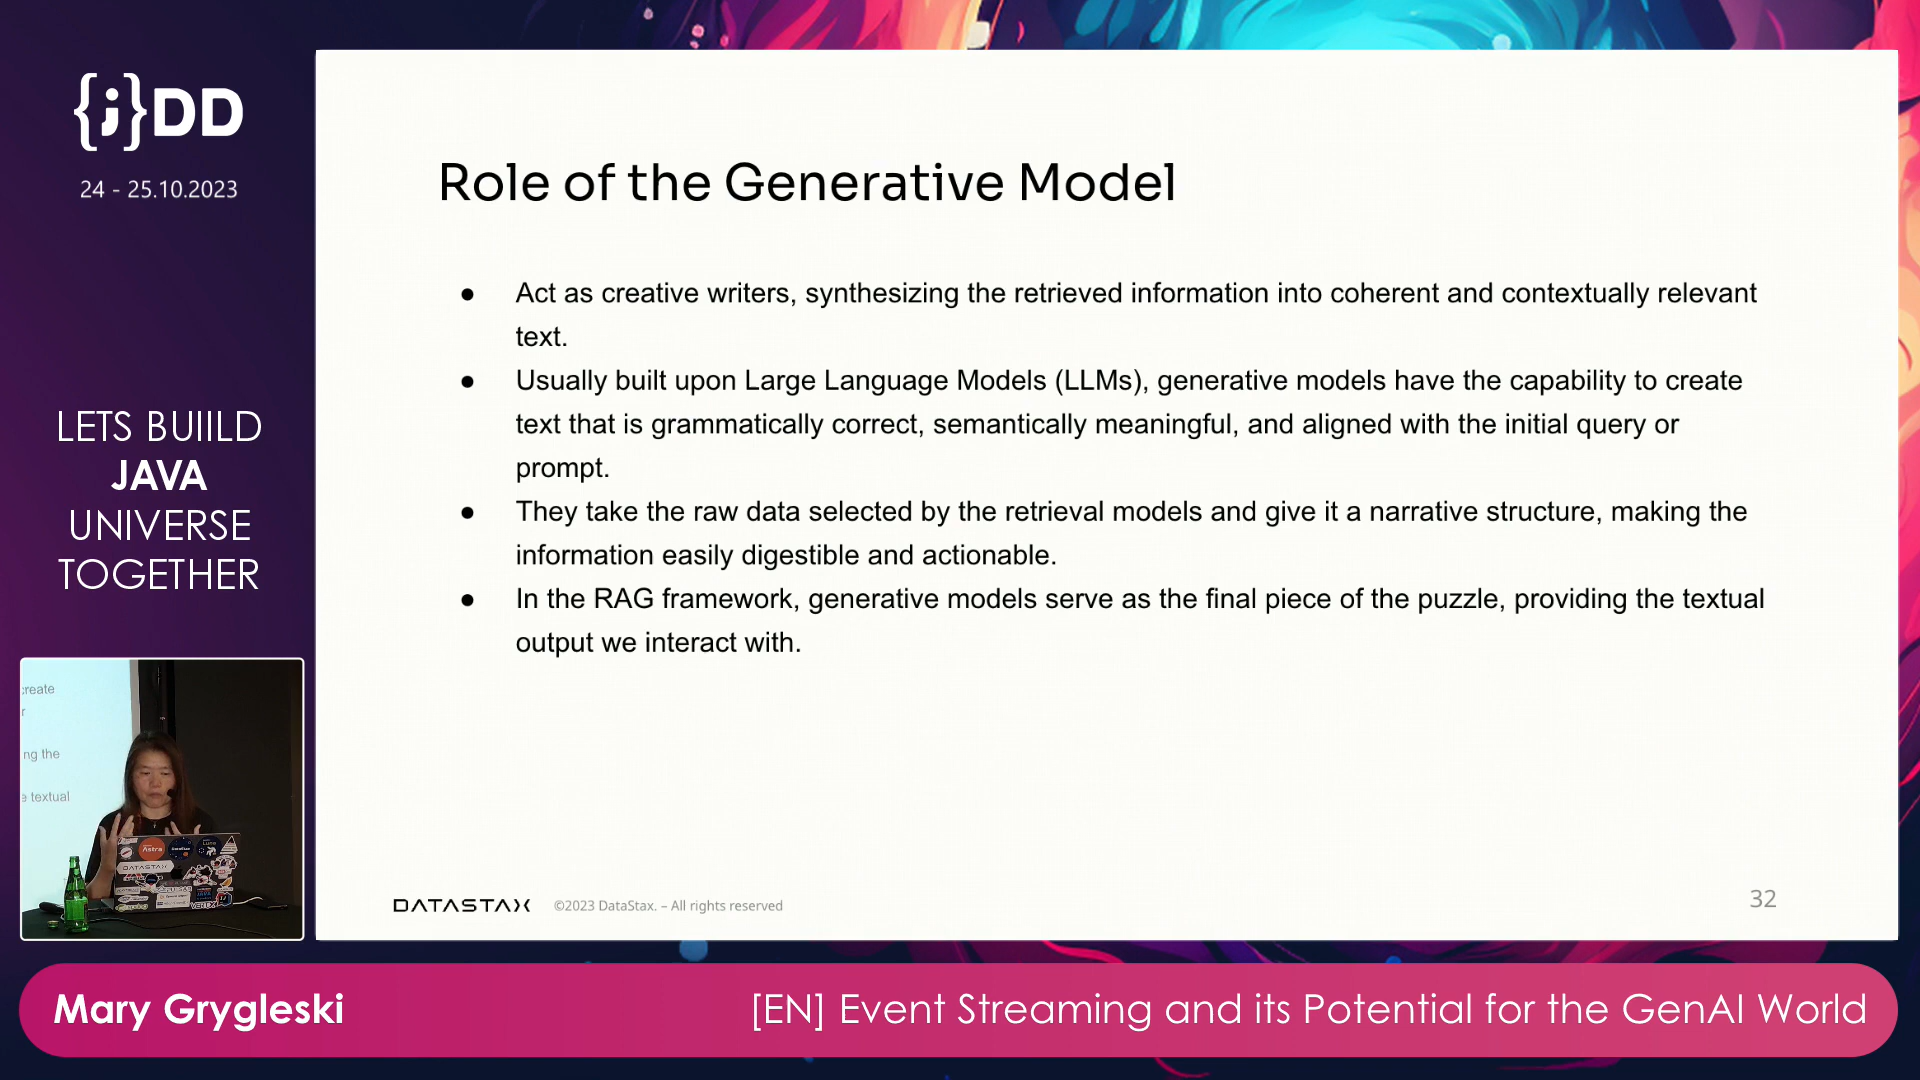 {j}DD
24 - 25.10.2023
LETS BUIILD
JAVA
UNIVERSE
TOGETHER
Role of the Generative Model
● Act as creative writers, synthesizing the retrieved information into coherent and contextually relevant
text.
● Usually built upon Large Language Models (LLMs), generative models have the capability to create
text that is grammatically correct, semantically meaningful, and aligned with the initial query or
prompt.
● They take the raw data selected by the retrieval models and give it a narrative structure, making the
information easily digestible and actionable.
● In the RAG framework, generative models serve as the final piece of the puzzle, providing the textual
output we interact with.
DATASTAX ©2023 DataStax. – All rights reserved
32
create
r
ng the
e textual
Astra
DATASTAX
Mary Grygleski
[EN] Event Streaming and its Potential for the GenAI World